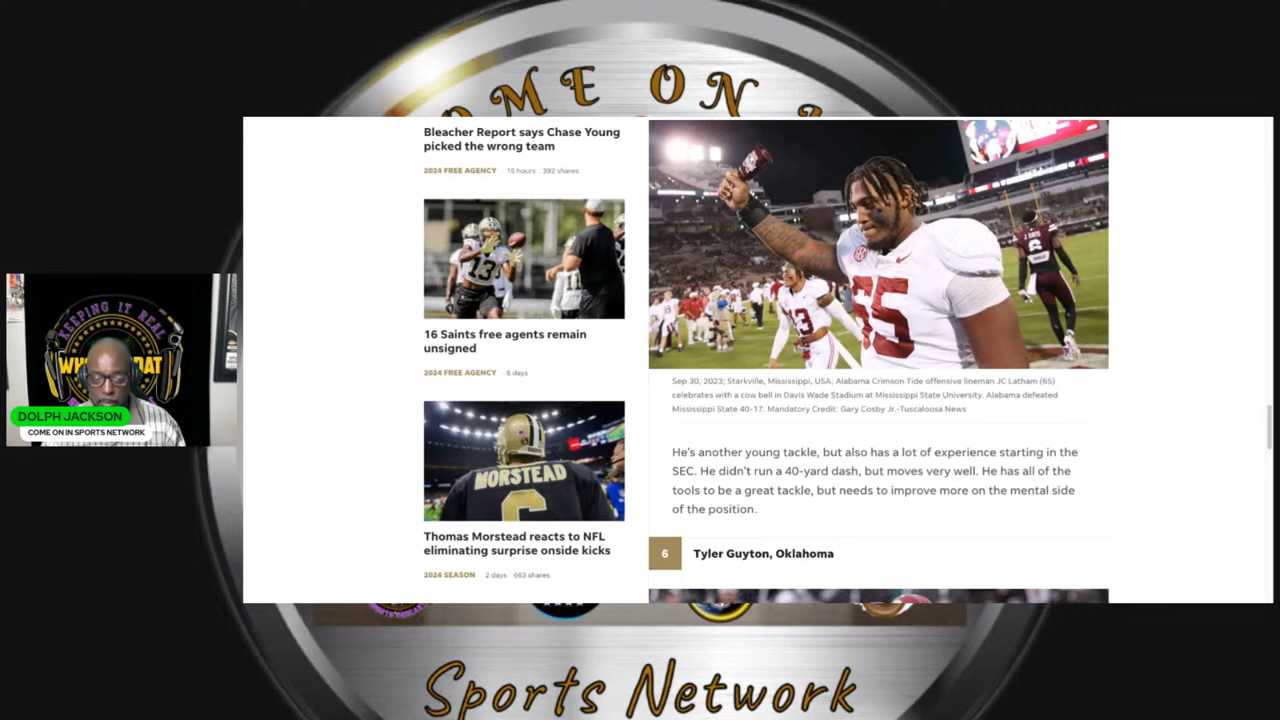 OME ON I
Bleacher Report says Chase Young
picked the wrong team
2024 FREE AGENCY 15 hours 392 shares
13
16 Saints free agents remain
unsigned
2024 FREE AGENCY 6 days
MORSTEAD
6
Thomas Morstead reacts to NFL
eliminating surprise onside kicks
2024 SEASON 2 days 663 shares
65
13
6
Sep 30, 2023; Starkville, Mississippi, USA; Alabama Crimson Tide offensive lineman JC Latham (65)
celebrates with a cow bell in Davis Wade Stadium at Mississippi State University. Alabama defeated
Mississippi State 40-17. Mandatory Credit: Gary Cosby Jr.-Tuscaloosa News
He's another young tackle, but also has a lot of experience starting in the
SEC. He didn't run a 40-yard dash, but moves very well. He has all of the
tools to be a great tackle, but needs to improve more on the mental side
of the position.
6 Tyler Guyton, Oklahoma
KEEPING IT REAL
DOLPH JACKSON
COME ON IN SPORTS NETWORK
Sports Network